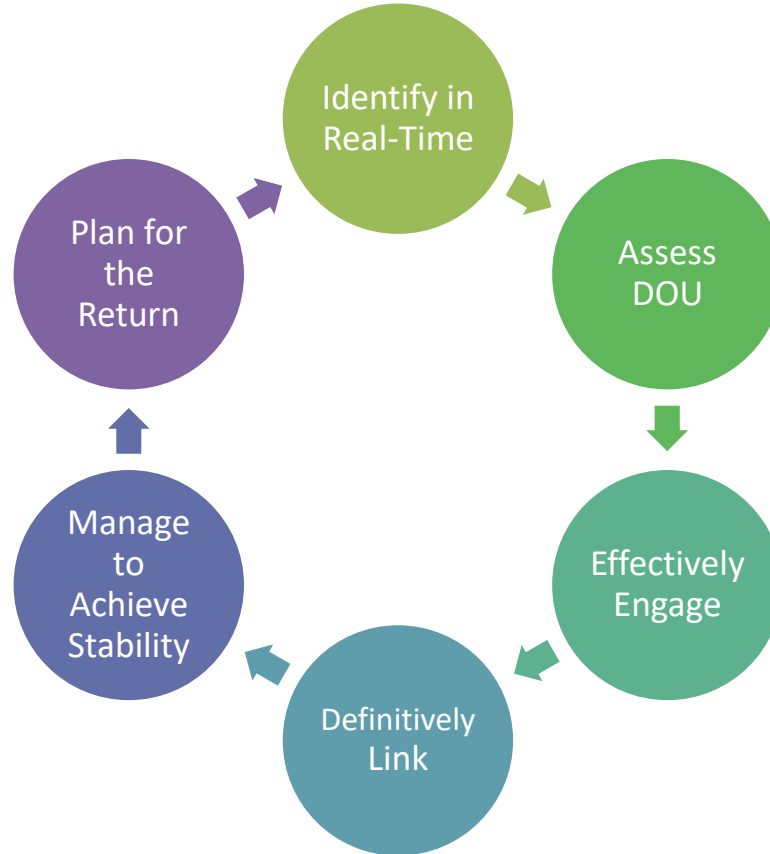 Identify in
Real-Time
Assess
DOU
Effectively
Engage
Definitively
Link
Manage
to
Achieve
Stability
Plan for
the
Return